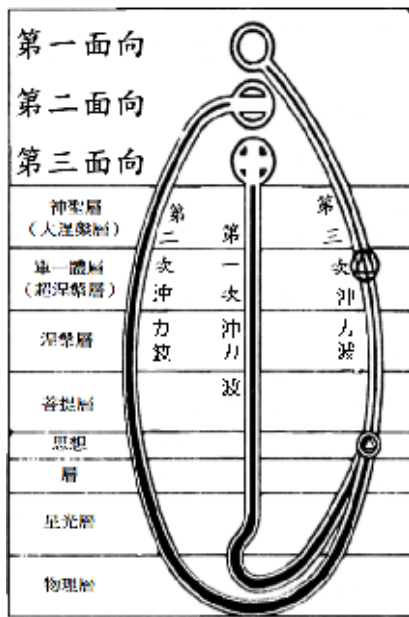 第一面向
第二面向
第三面向
神聖層
（大涅槃層）
單一體層
（超涅槃層）
涅槃層
菩提層
思想
層
星光層
物理層
第二次沖力波
第一次沖力波
第三次沖力波